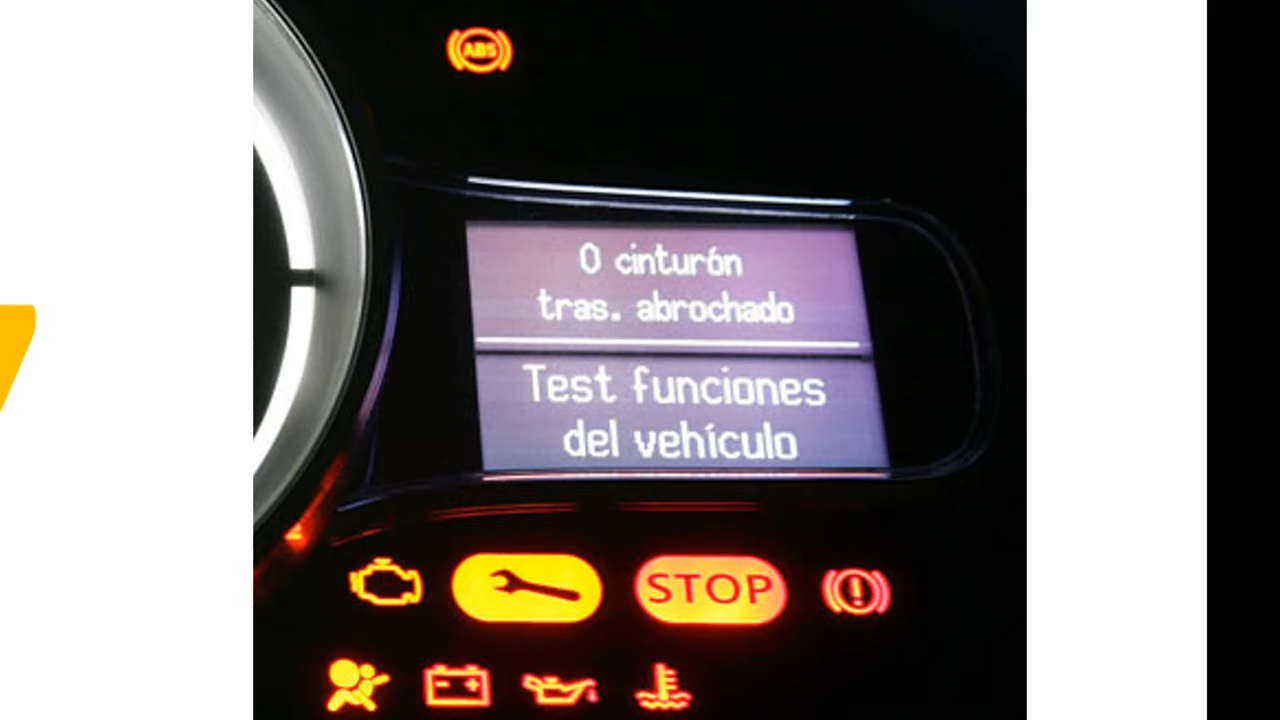 ABS
0 cinturón
tras. abrochado
Test funciones
del vehículo
STOP